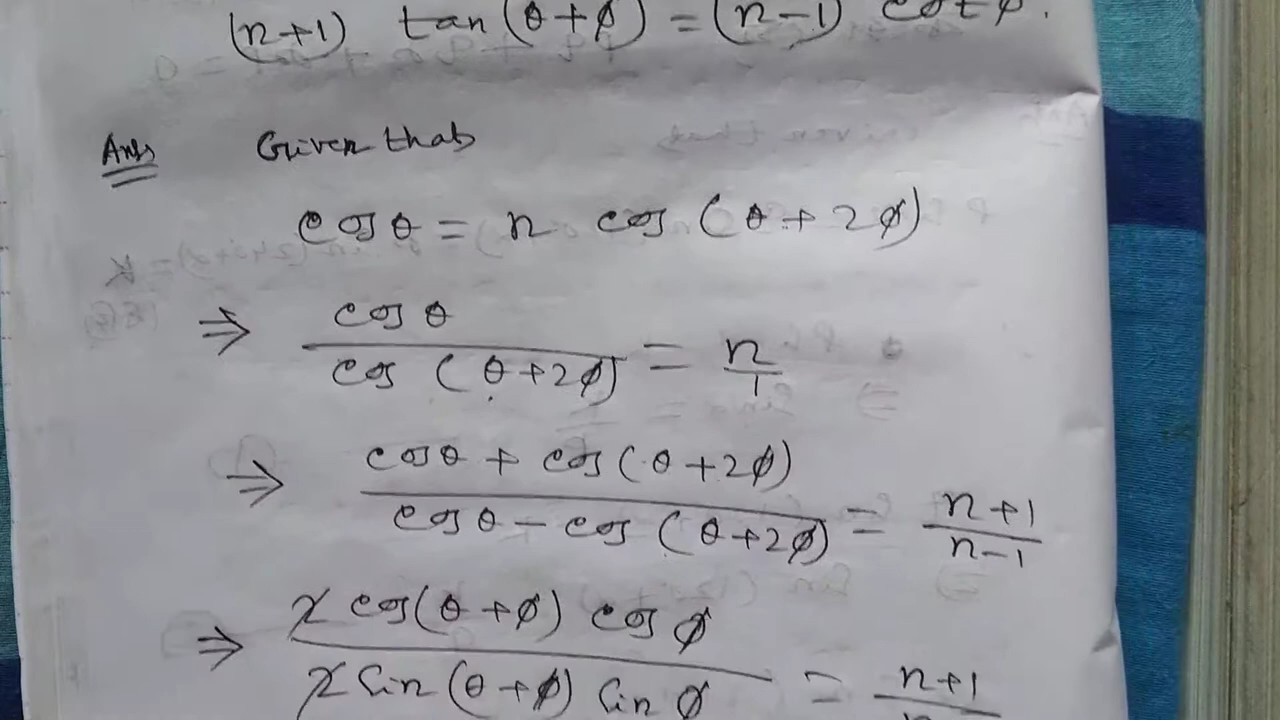 (n+1) tan (θ+ϕ) = (n-1) cot ϕ.
Ans Given that
cos θ = n cos (θ + 2ϕ)
⇒ cos θ / cos (θ+2ϕ) = n/1
⇒ cos θ + cos (θ+2ϕ) / cos θ - cos (θ+2ϕ) = n+1 / n-1
⇒ 2 cos(θ+ϕ) cos ϕ / 2 Sin (θ+ϕ) Sin ϕ = n+1